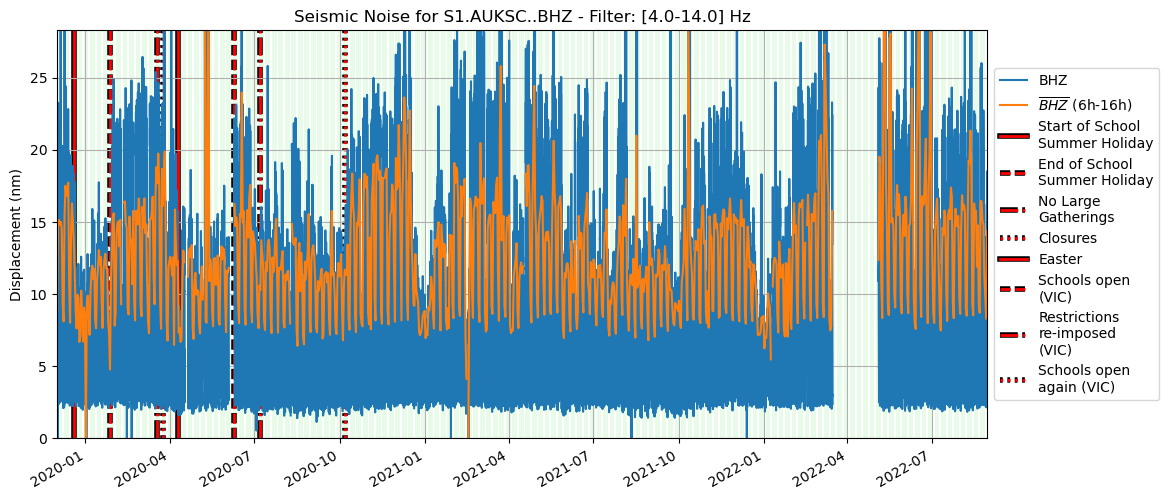 Seismic Noise for S1.AUKSC..BHZ - Filter: [4.0-14.0] Hz
Displacement (nm)
25
20
15
10
5
0
2020-01
2020-04
2020-07
2020-10
2021-01
2021-04
2021-07
2021-10
2022-01
2022-04
2022-07
BHZ
BHZ (6h-16h)
Start of School
Summer Holiday
End of School
Summer Holiday
No Large
Gatherings
Closures
Easter
Schools open
(VIC)
Restrictions
re-imposed
(VIC)
Schools open
again (VIC)